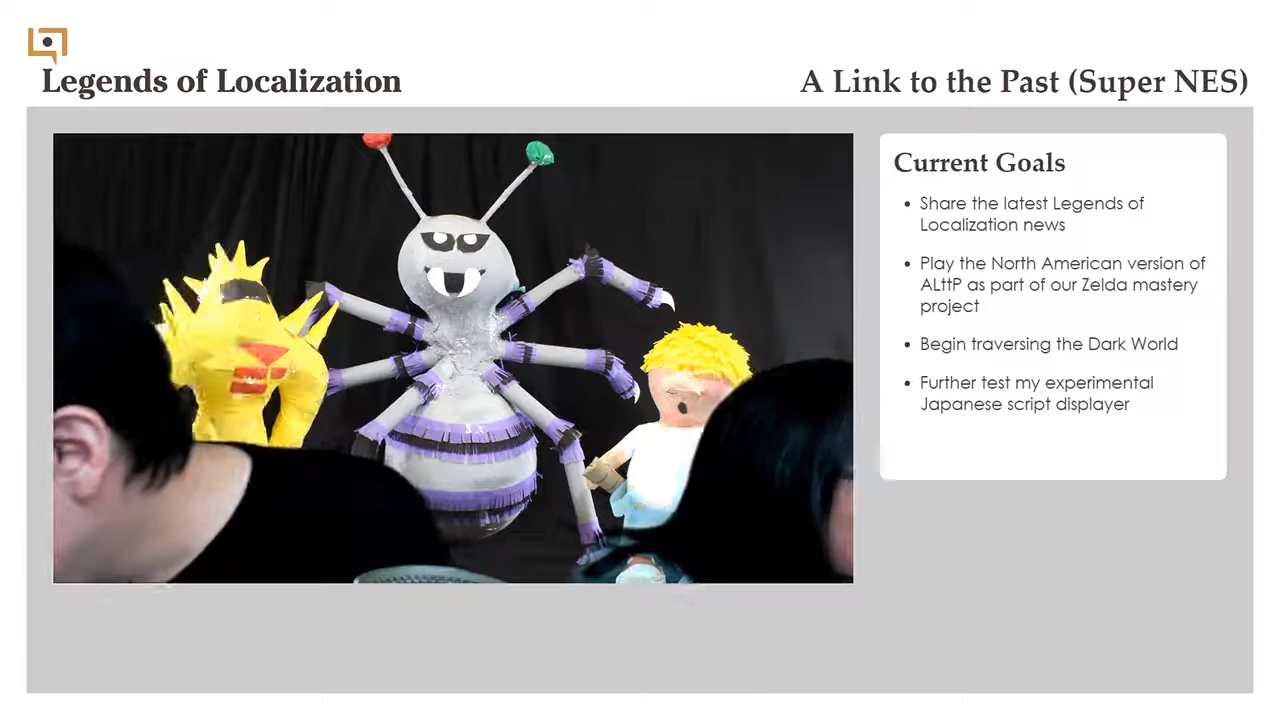 Legends of Localization
A Link to the Past (Super NES)
Current Goals
• Share the latest Legends of
Localization news
• Play the North American version of
ALttP as part of our Zelda mastery
project
• Begin traversing the Dark World
• Further test my experimental
Japanese script displayer